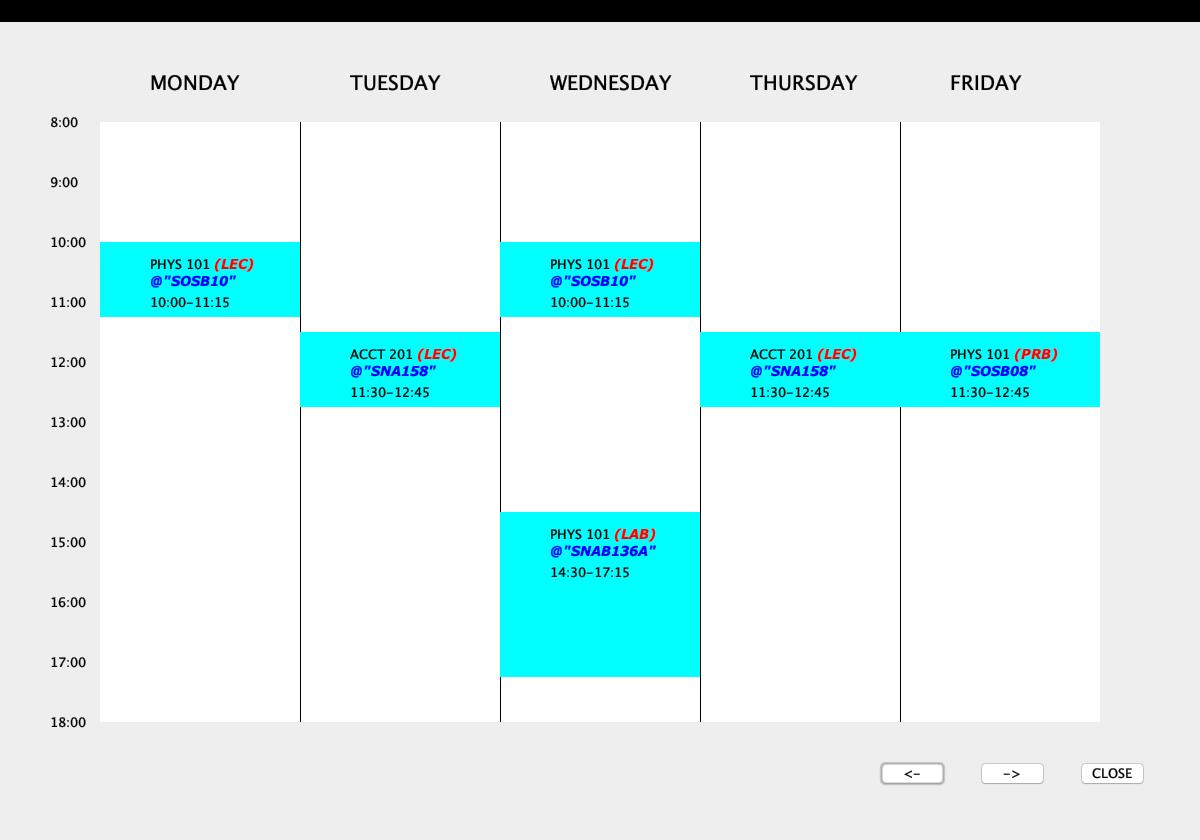 MONDAY TUESDAY WEDNESDAY THURSDAY FRIDAY
8:00
9:00
10:00
PHYS 101 (LEC) PHYS 101 (LEC)
@"SOSB10" @"SOSB10"
11:00 10:00-11:15 10:00-11:15
ACCT 201 (LEC) ACCT 201 (LEC) PHYS 101 (PRB)
12:00
@"SNA158" @"SNA158" @"SOSB08"
11:30-12:45 11:30-12:45 11:30-12:45
13:00
14:00
PHYS 101 (LAB)
15:00
@"SNAB136A"
14:30-17:15
16:00
17:00
18:00
<- -> CLOSE